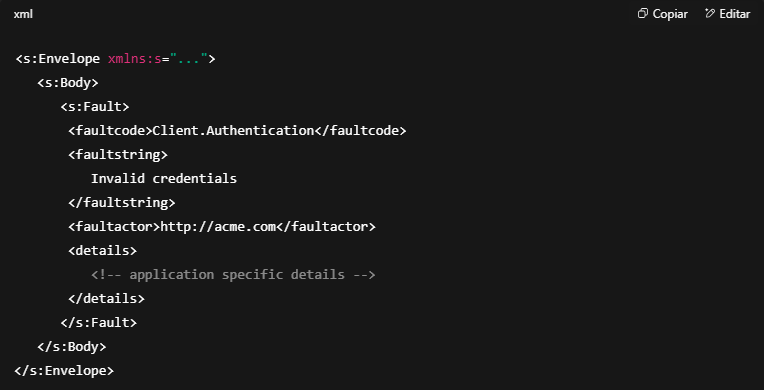 xml
Copiar
Editar
<s:Envelope xmlns:s="...">
<s:Body>
<s:Fault>
<faultcode>Client.Authentication</faultcode>
<faultstring>
Invalid credentials
</faultstring>
<faultactor>http://acme.com</faultactor>
<details>
<!-- application specific details -->
</details>
</s:Fault>
</s:Body>
</s:Envelope>